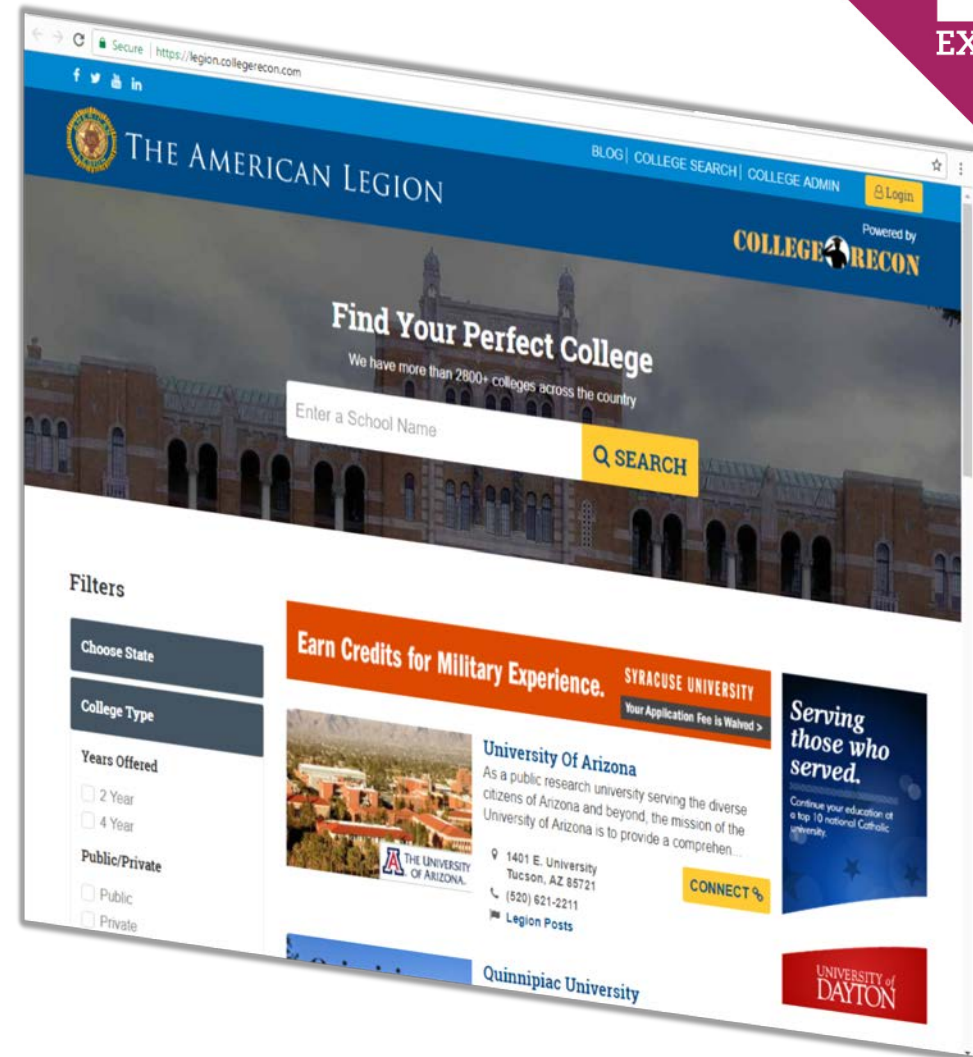 EX
Secure | https://legion.collegerecon.com
THE AMERICAN LEGION
BLOG | COLLEGE SEARCH | COLLEGE ADMIN
Login
Powered by
COLLEGE RECON
Find Your Perfect College
We have more than 2800+ colleges across the country
Enter a School Name
SEARCH
Filters
Choose State
College Type
Years Offered
2 Year
4 Year
Public/Private
Public
Private
Earn Credits for Military Experience.
SYRACUSE UNIVERSITY
Your Application Fee is Waived >
THE UNIVERSITY
OF ARIZONA.
University Of Arizona
As a public research university serving the diverse
citizens of Arizona and beyond, the mission of the
University of Arizona is to provide a comprehen...
1401 E. University
Tucson, AZ 85721
(520) 621-2211
Legion Posts
CONNECT
Quinnipiac University
Serving
those who
served.
Continue your education at
a top 10 national Catholic
university.
UNIVERSITY of
DAYTON